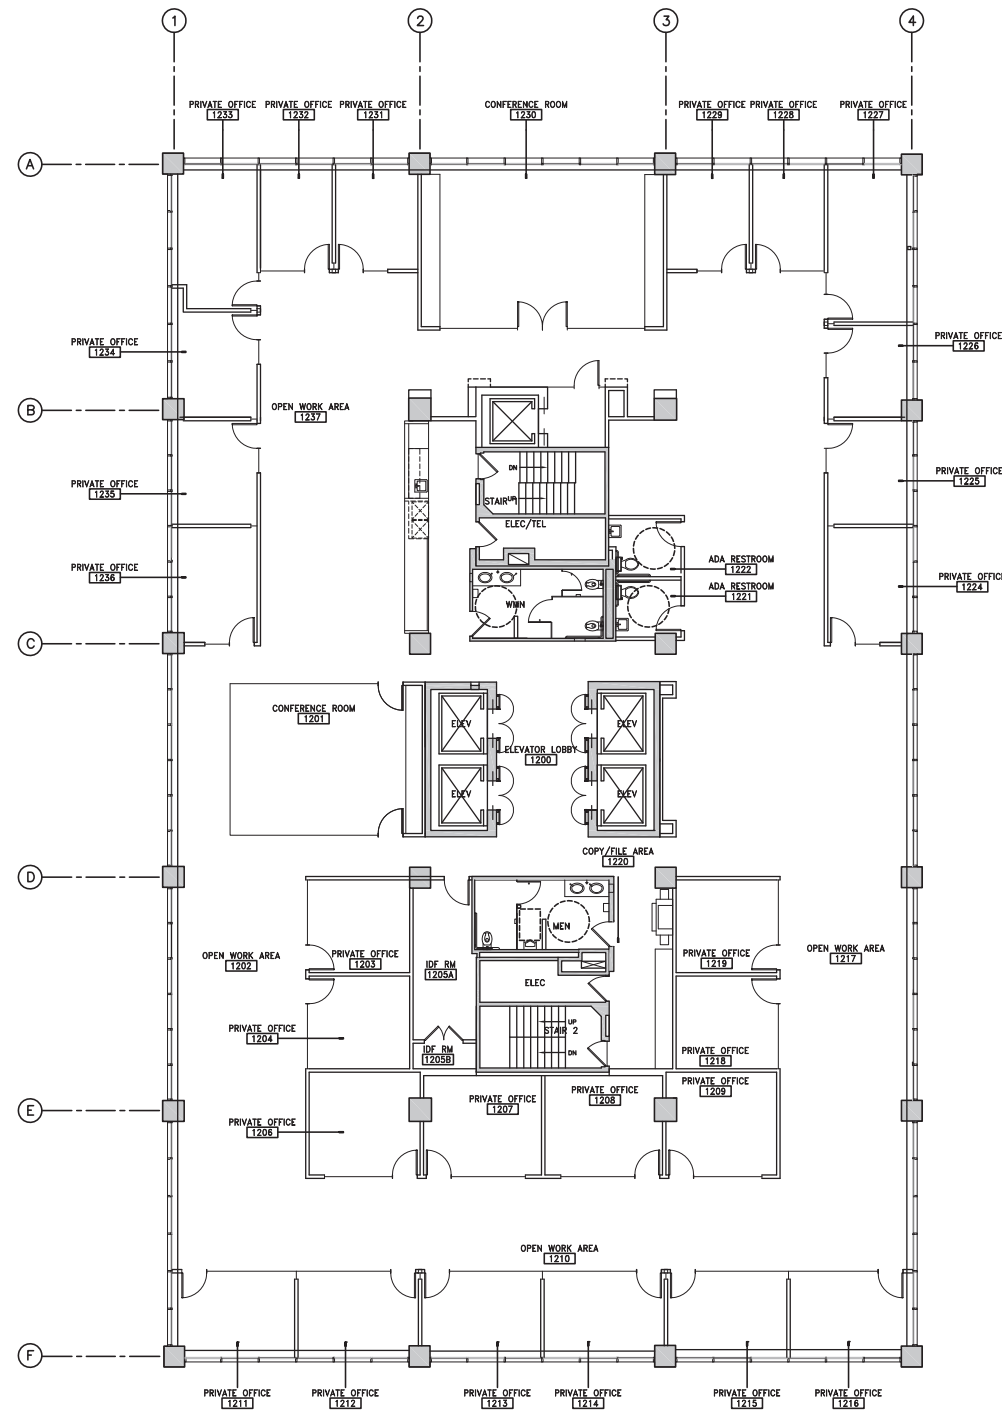 1
2
3
4
PRIVATE OFFICE
1233
PRIVATE OFFICE
1232
PRIVATE OFFICE
1231
CONFERENCE ROOM
1230
PRIVATE OFFICE
1229
PRIVATE OFFICE
1228
PRIVATE OFFICE
1227
A
PRIVATE OFFICE
1234
PRIVATE OFFICE
1226
B
OPEN WORK AREA
1237
DN
UP
STAIR 1
PRIVATE OFFICE
1235
PRIVATE OFFICE
1225
ELEC/TEL
PRIVATE OFFICE
1236
ADA RESTROOM
1222
ADA RESTROOM
1221
PRIVATE OFFICE
1224
WMN
C
CONFERENCE ROOM
1201
ELEV
ELEV
ELEVATOR LOBBY
1200
ELEV
ELEV
COPY/FILE AREA
1220
D
MEN
OPEN WORK AREA
1202
PRIVATE OFFICE
1203
IDF RM
1205A
PRIVATE OFFICE
1219
OPEN WORK AREA
1217
ELEC
PRIVATE OFFICE
1204
UP
STAIR 2
DN
IDF RM
1205B
PRIVATE OFFICE
1218
PRIVATE OFFICE
1209
PRIVATE OFFICE
1208
PRIVATE OFFICE
1207
E
PRIVATE OFFICE
1206
OPEN WORK AREA
1210
F
PRIVATE OFFICE
1211
PRIVATE OFFICE
1212
PRIVATE OFFICE
1213
PRIVATE OFFICE
1214
PRIVATE OFFICE
1215
PRIVATE OFFICE
1216